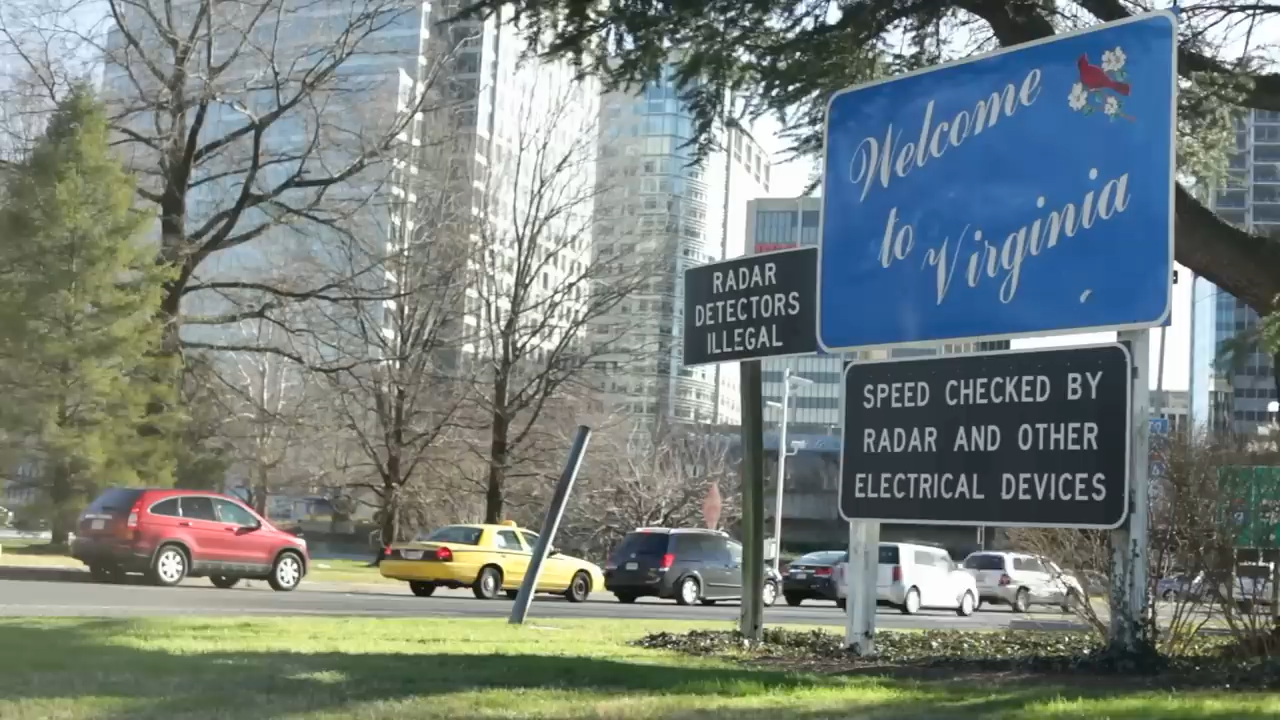 Welcome
to Virginia
RADAR
DETECTORS
ILLEGAL
SPEED CHECKED BY
RADAR AND OTHER
ELECTRICAL DEVICES